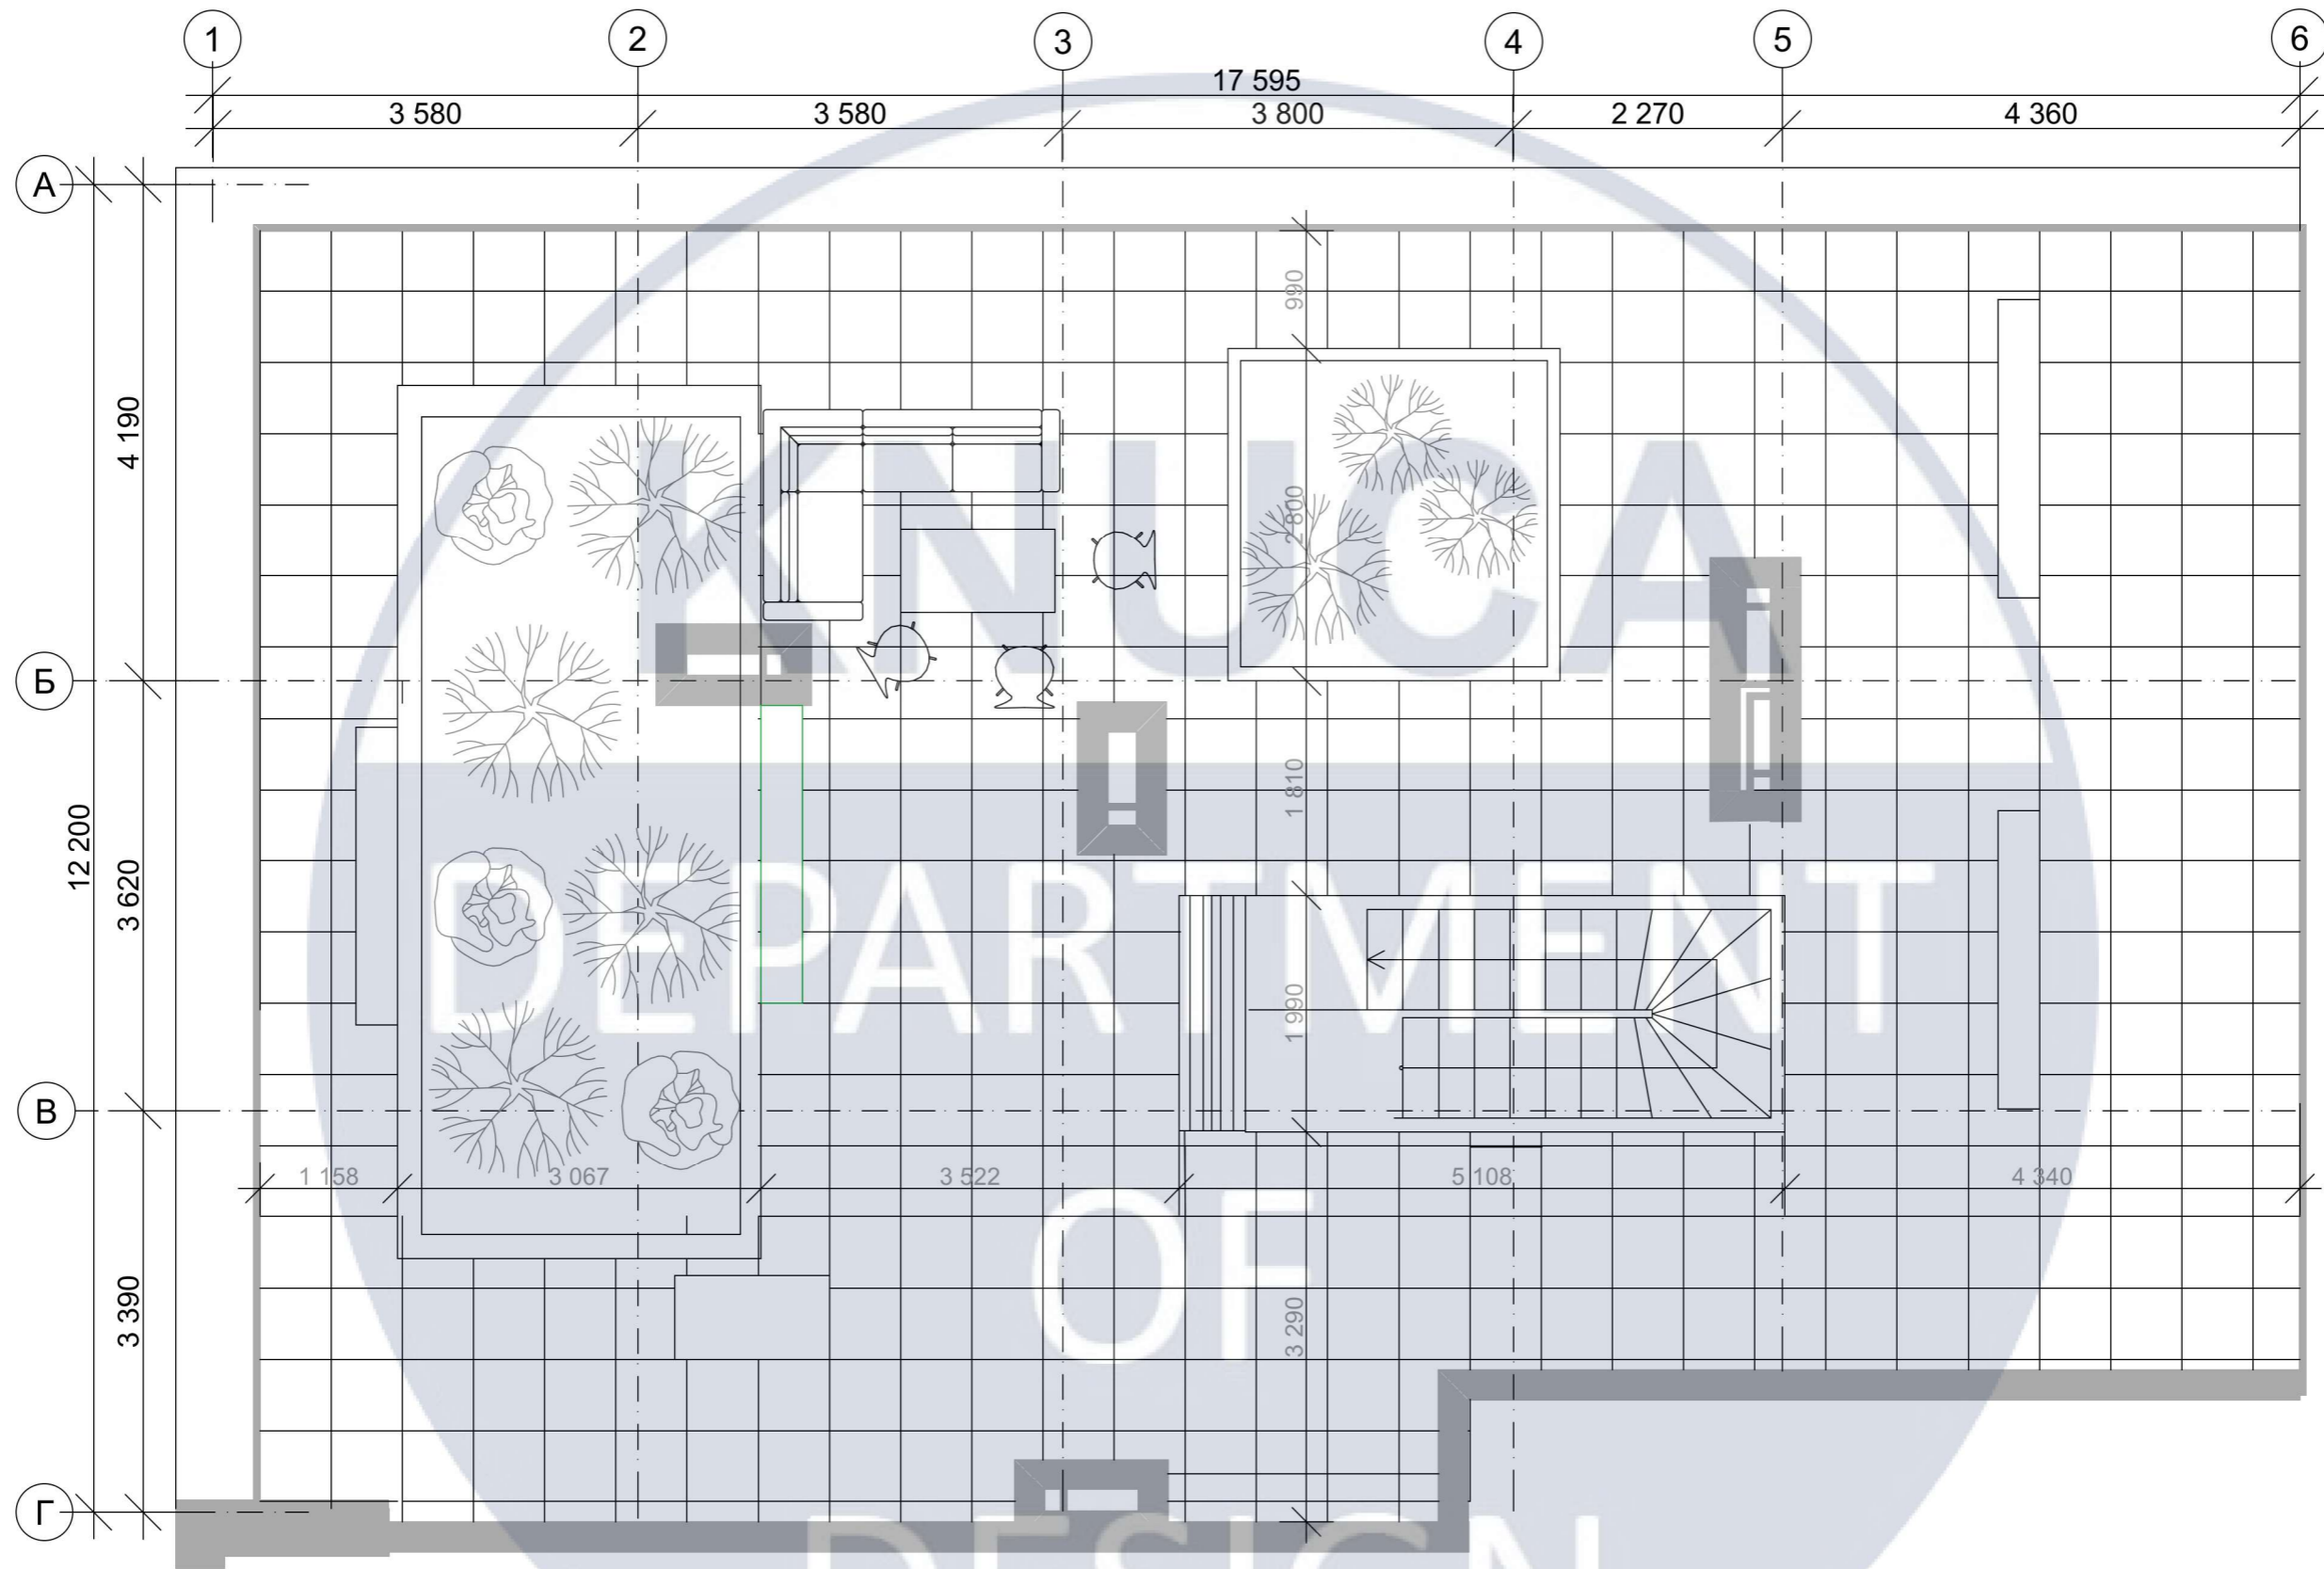 1 2 3 4 5 6
17 595
3 580 3 580 3 800 2 270 4 360
А
990
4 190
KNUCA
2 800
Б
1 810
12 200
3 620
DEPARTMENT
1 990
В
1 158 3 067 3 522 5 108 4 340
OF
3 390
3 290
Г
DESIGN